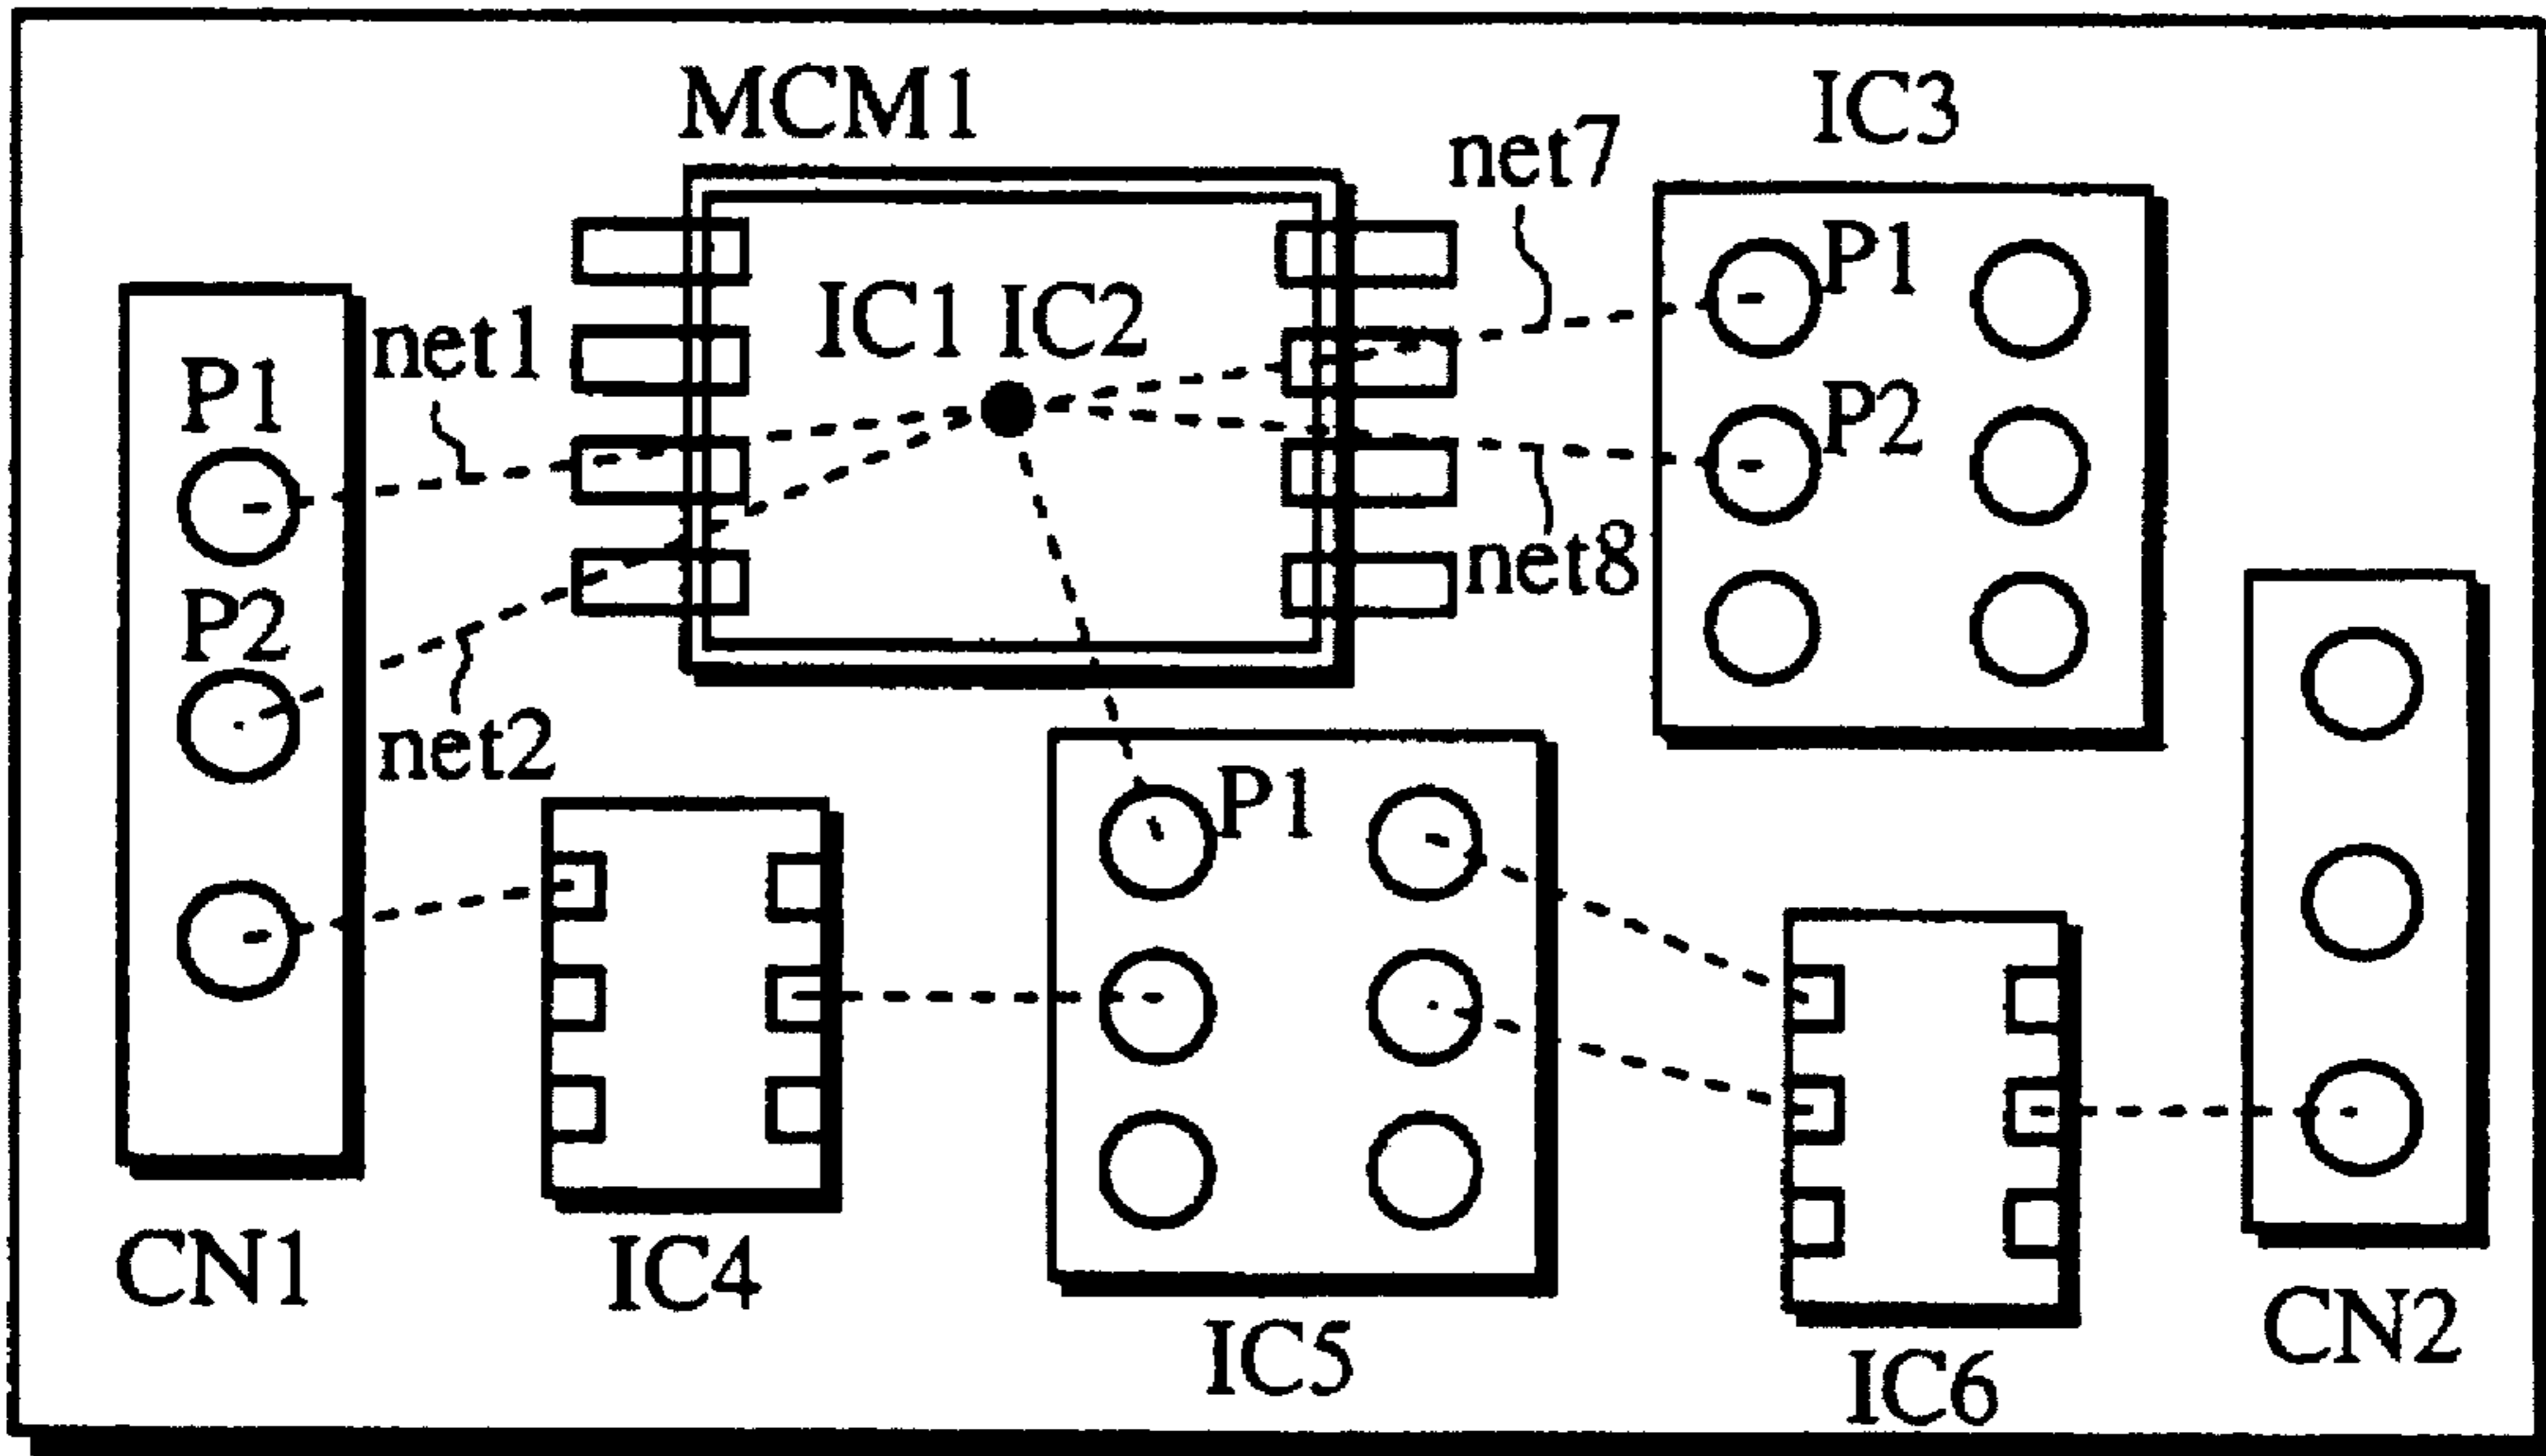 MCM1
IC3
net7
P1
IC1 IC2
net1
P1
P2
net8
P2
net2
P1
CN1
IC4
IC5
IC6
CN2